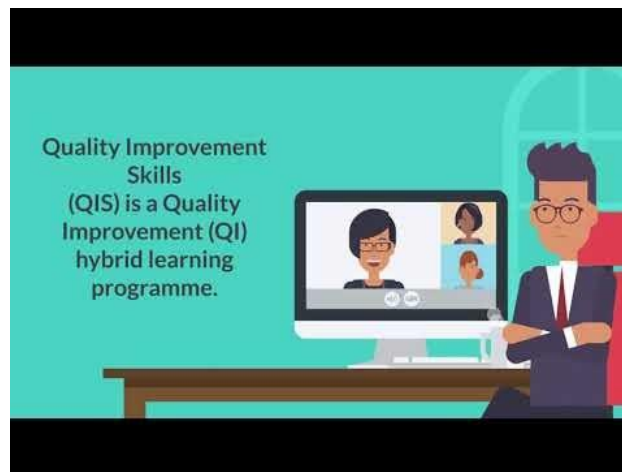 Quality Improvement
Skills
(QIS) is a Quality
Improvement (QI)
hybrid learning
programme.